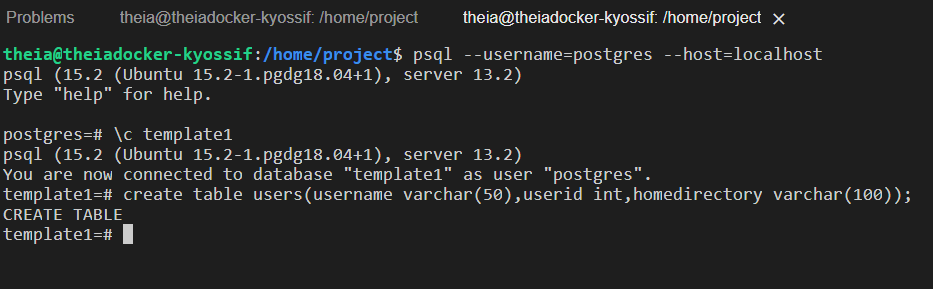 Problems theia@theiadocker-kyossif: /home/project theia@theiadocker-kyossif: /home/project ×
theia@theiadocker-kyossif:/home/project$ psql --username=postgres --host=localhost
psql (15.2 (Ubuntu 15.2-1.pgdg18.04+1), server 13.2)
Type "help" for help.
postgres=# \c template1
psql (15.2 (Ubuntu 15.2-1.pgdg18.04+1), server 13.2)
You are now connected to database "template1" as user "postgres".
template1=# create table users(username varchar(50),userid int,homedirectory varchar(100));
CREATE TABLE
template1=#